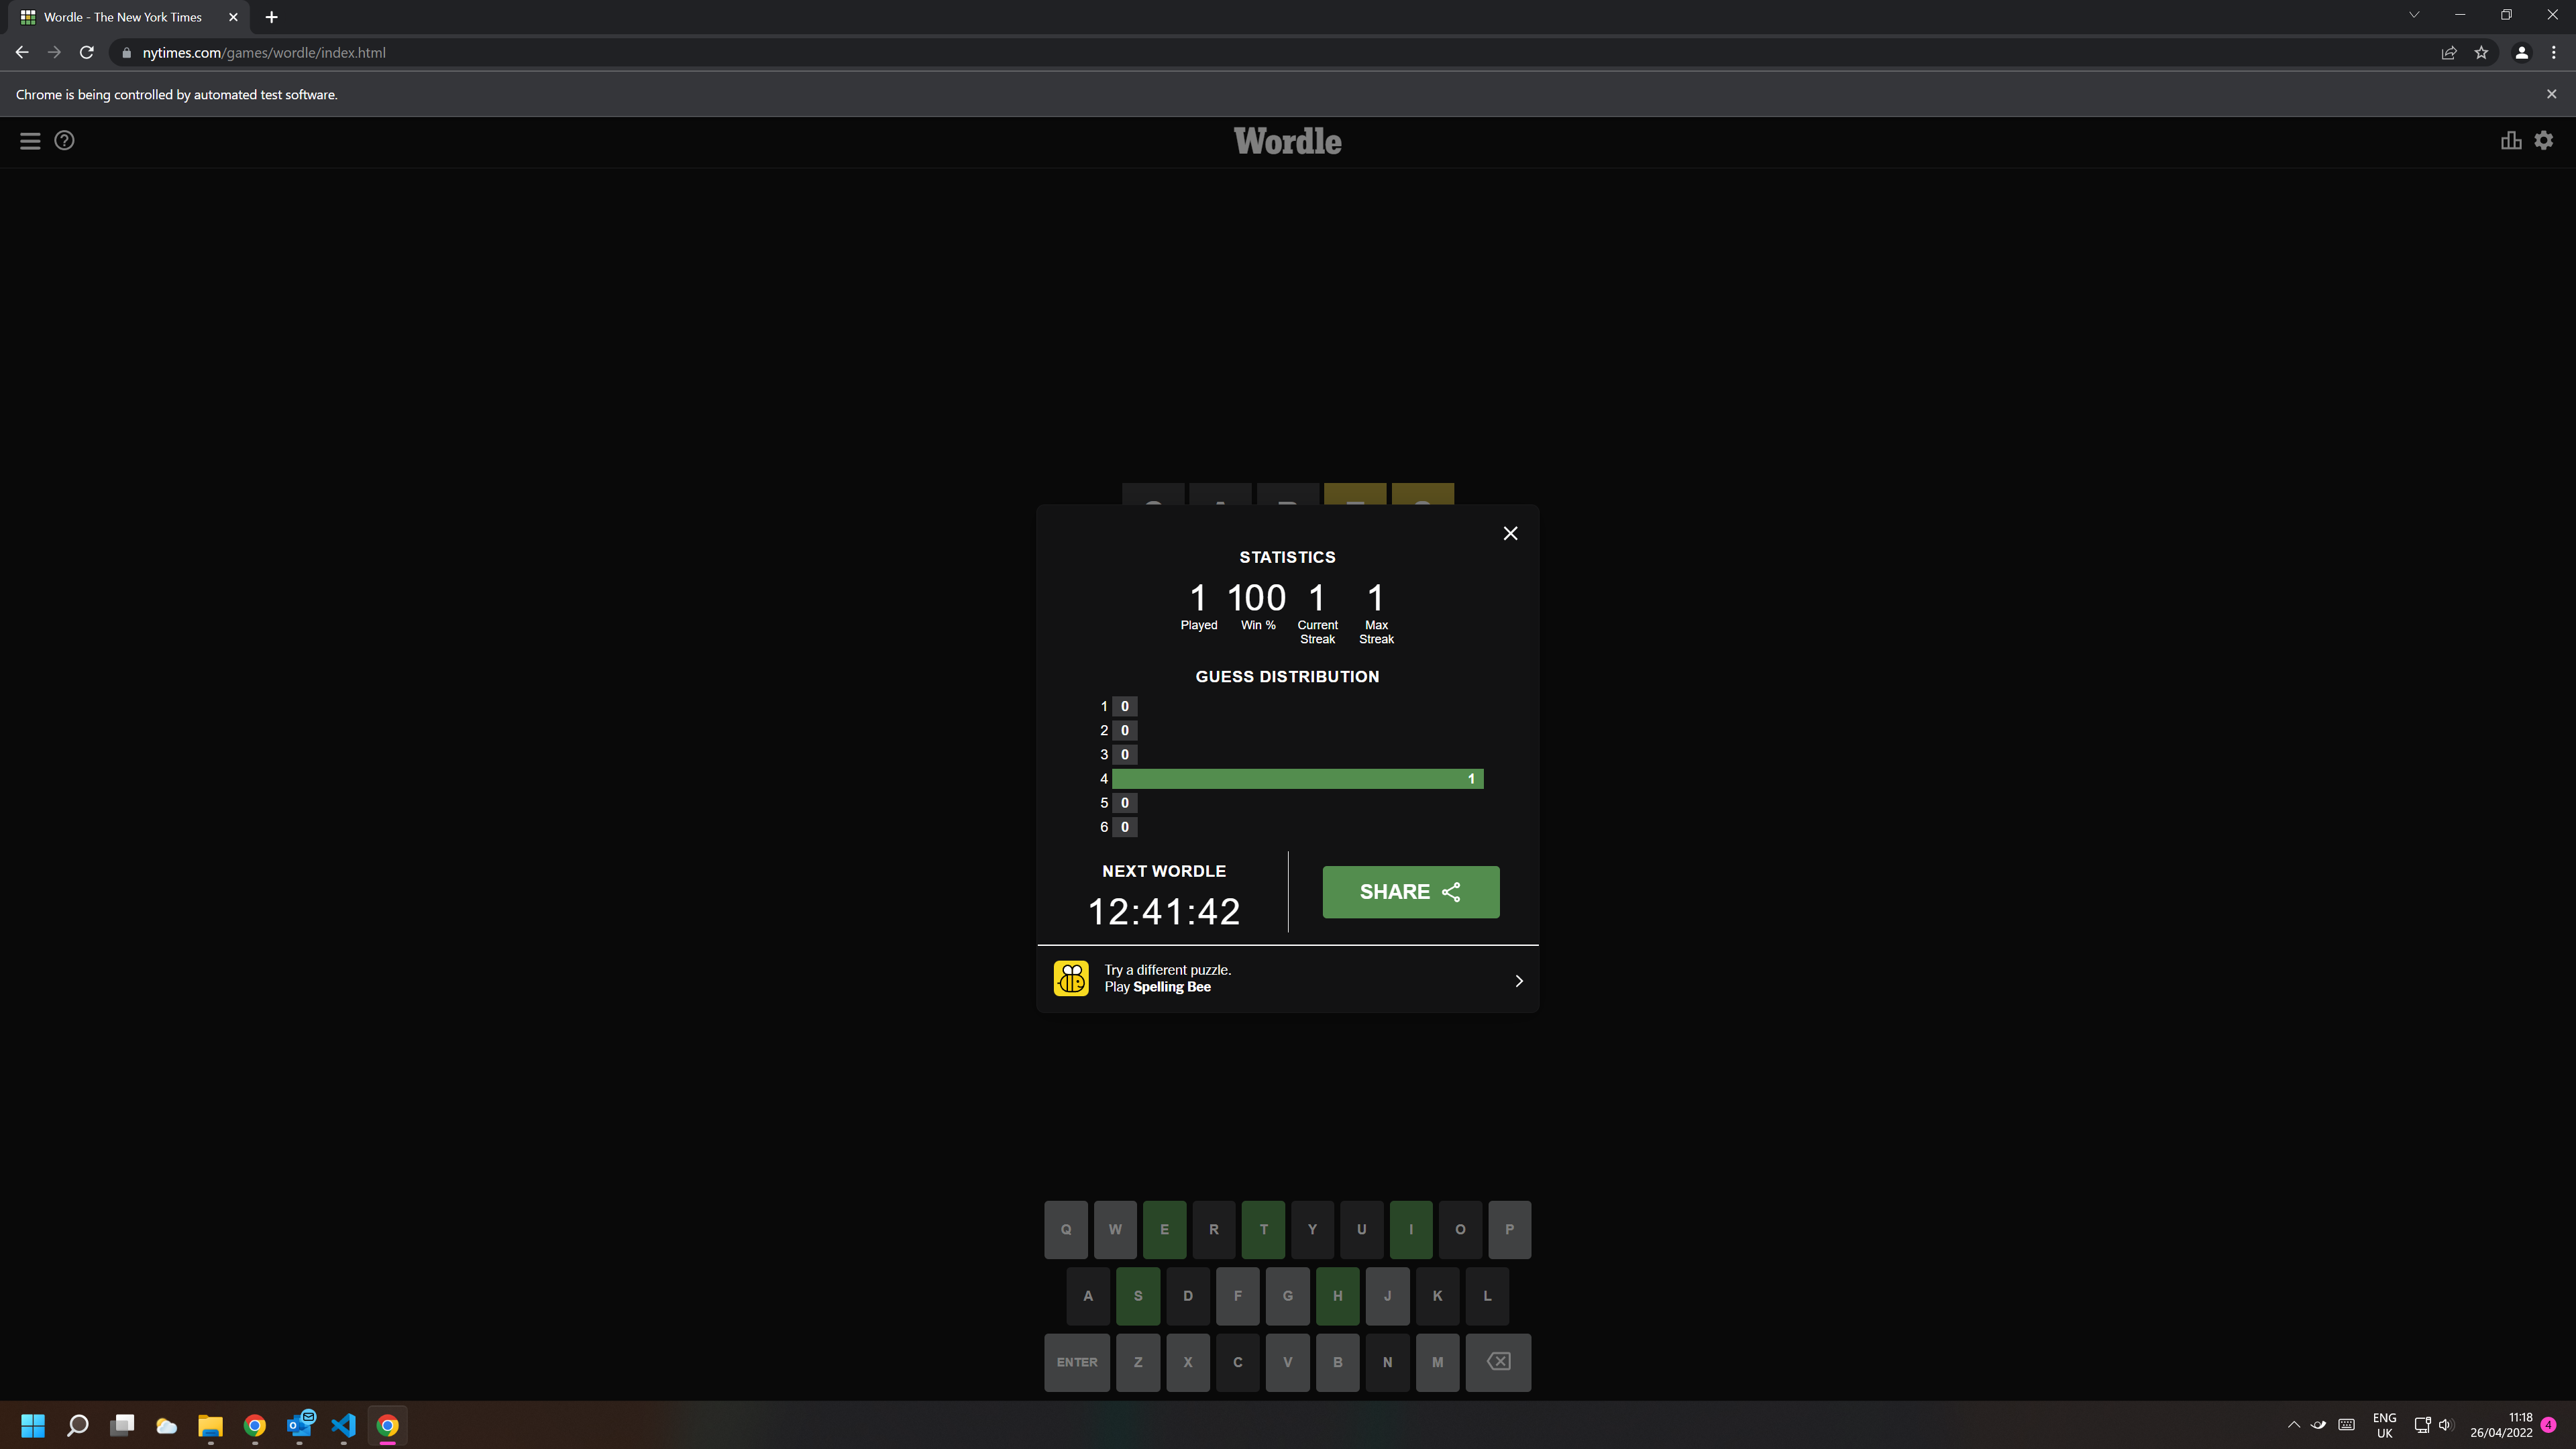 Wordle - The New York Times
nytimes.com/games/wordle/index.html
Chrome is being controlled by automated test software.
Wordle
STATISTICS
1 100 1 1
Played Win % Current Streak Max Streak
GUESS DISTRIBUTION
1 0
2 0
3 0
4 1
5 0
6 0
NEXT WORDLE
12:41:42
SHARE
Try a different puzzle.
Play Spelling Bee
Q W E R T Y U I O P
A S D F G H J K L
ENTER Z X C V B N M
ENG
UK
11:18
26/04/2022
4